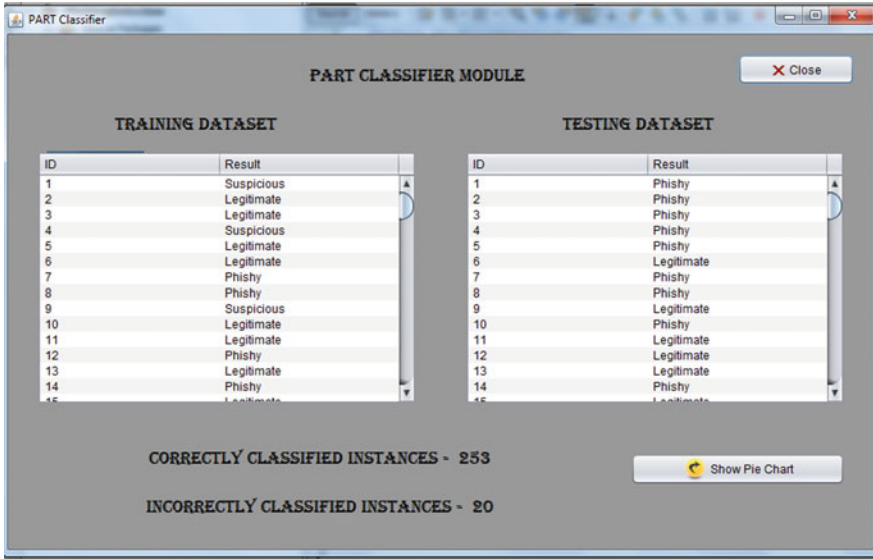 PART Classifier
PART CLASSIFIER MODULE
Close
TRAINING DATASET
ID Result
1 Suspicious
2 Legitimate
3 Legitimate
4 Suspicious
5 Legitimate
6 Legitimate
7 Phishy
8 Phishy
9 Suspicious
10 Legitimate
11 Legitimate
12 Phishy
13 Legitimate
14 Phishy
15 Legitimate
TESTING DATASET
ID Result
1 Phishy
2 Phishy
3 Phishy
4 Phishy
5 Phishy
6 Legitimate
7 Phishy
8 Phishy
9 Legitimate
10 Phishy
11 Legitimate
12 Legitimate
13 Legitimate
14 Phishy
15 Legitimate
CORRECTLY CLASSIFIED INSTANCES - 253
Show Pie Chart
INCORRECTLY CLASSIFIED INSTANCES - 20